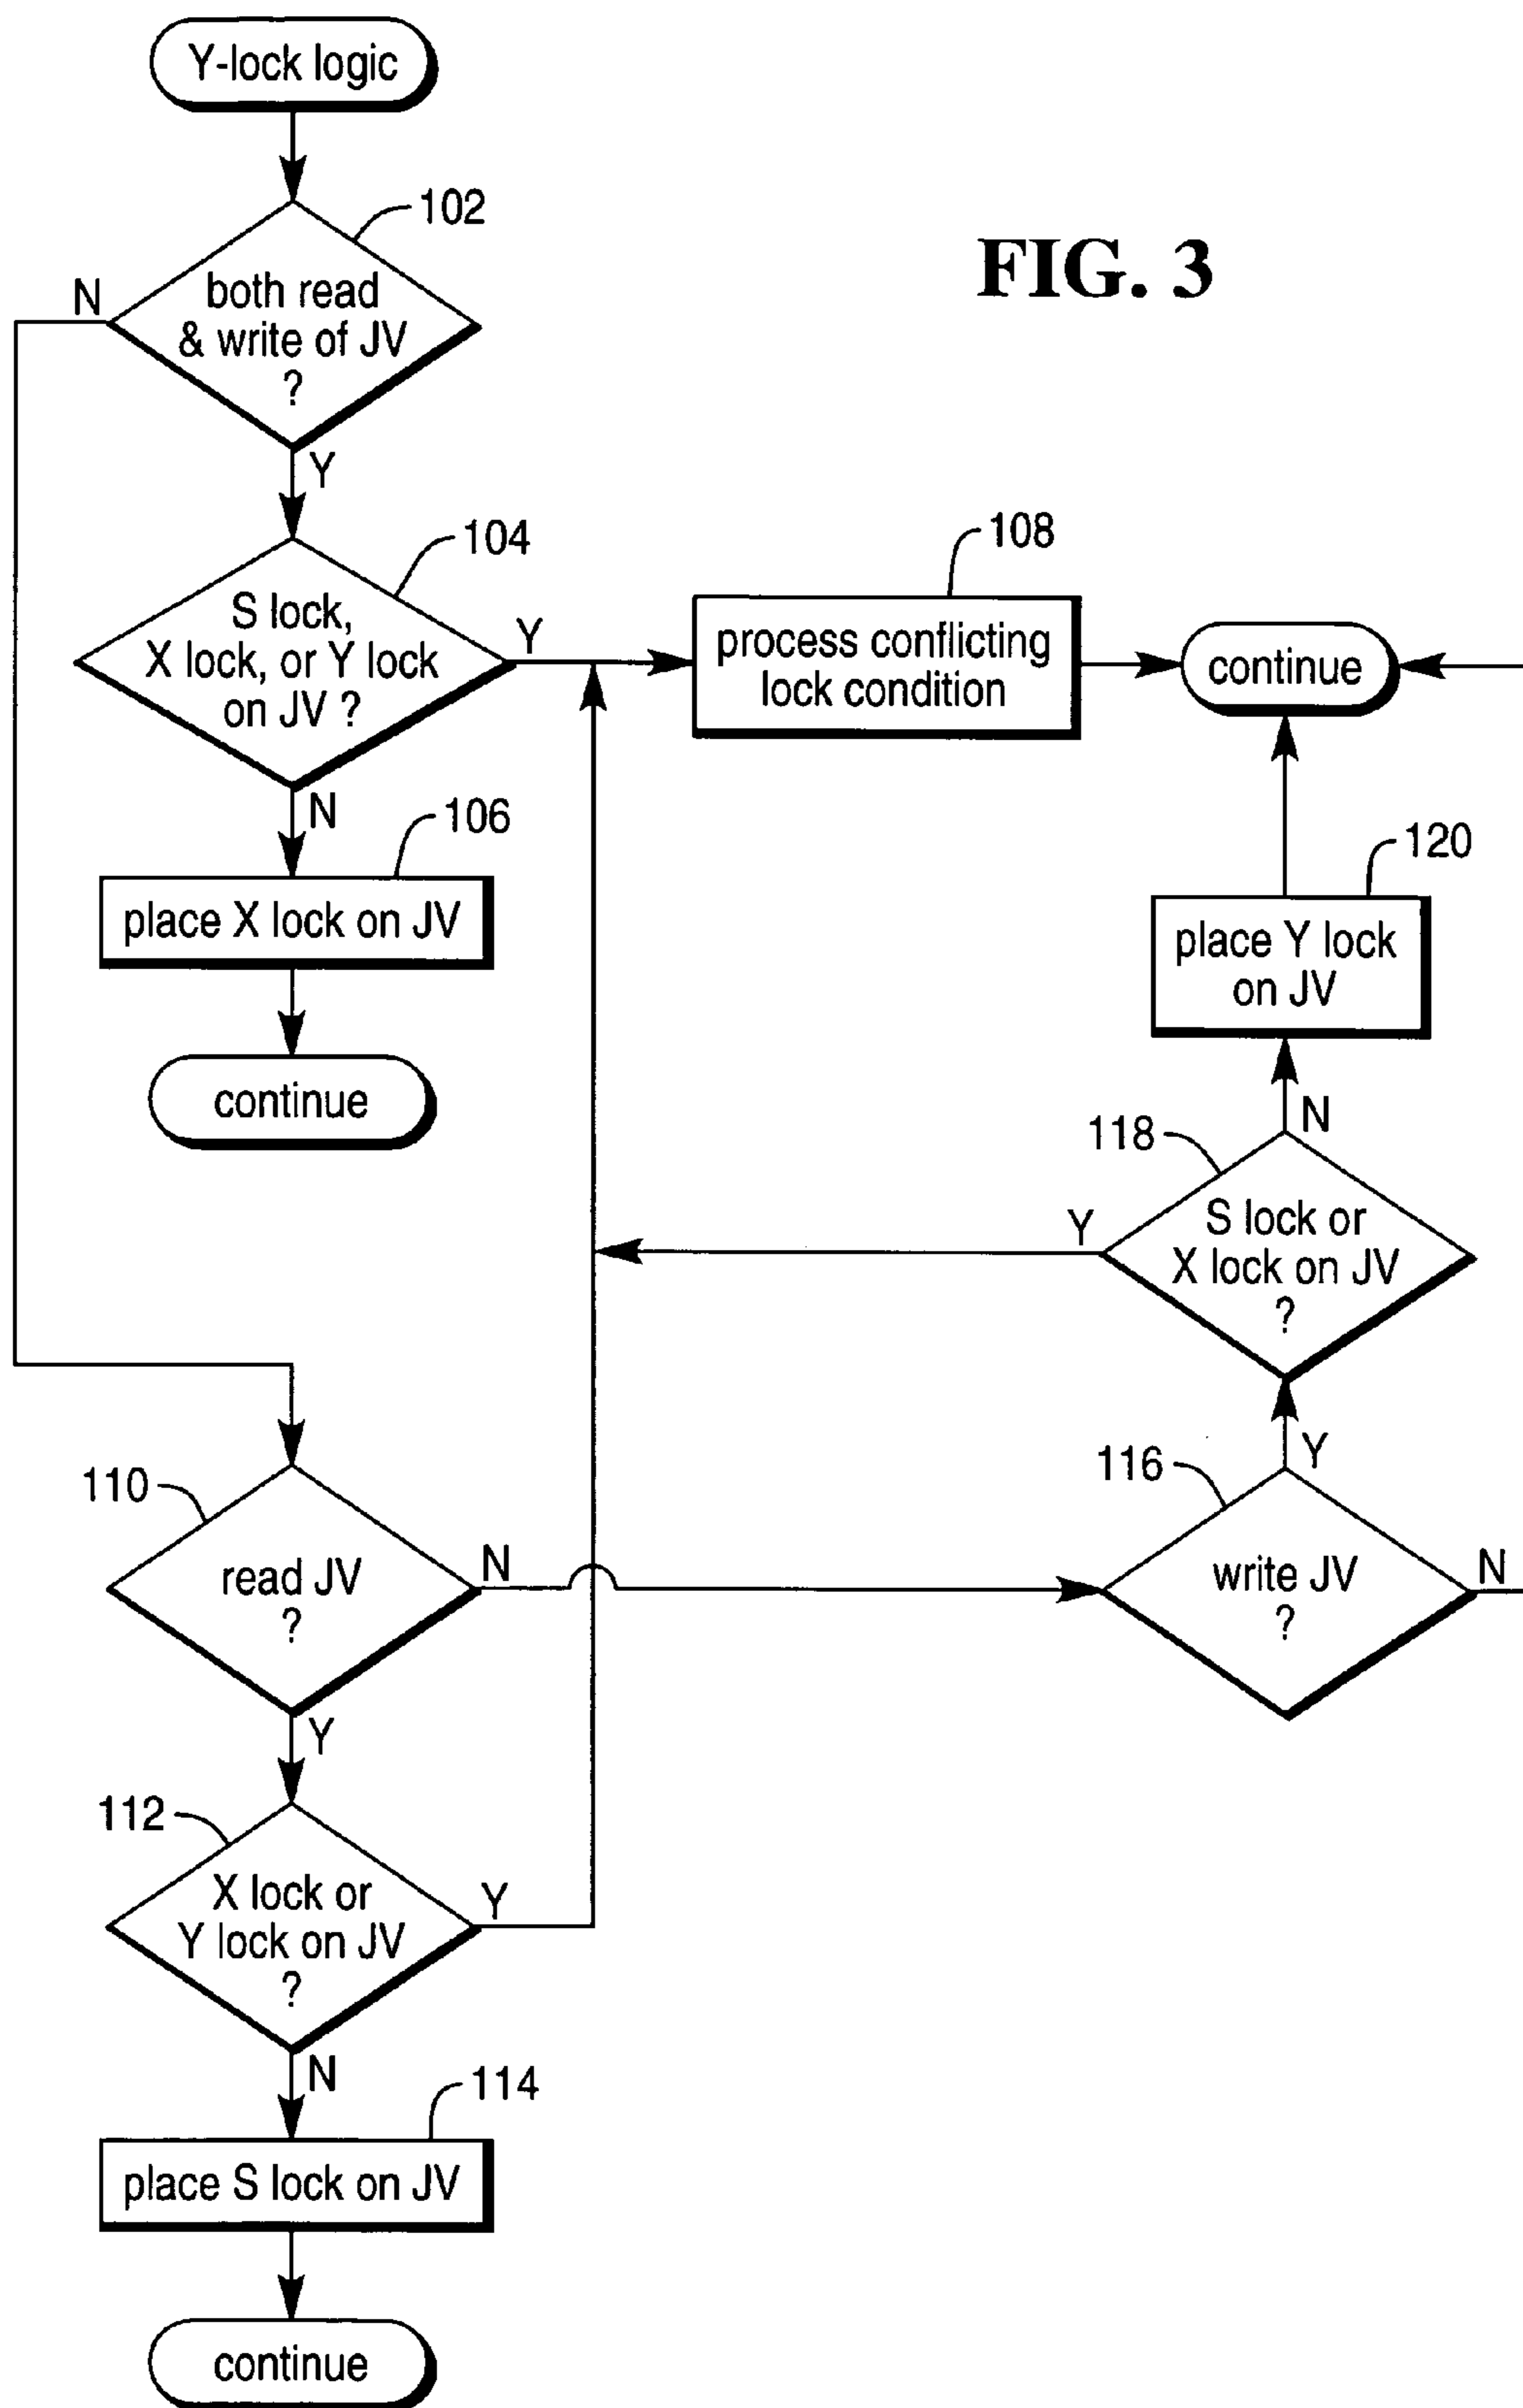 Y-lock logic
102
FIG. 3
N
both read
& write of JV
?
Y
104
S lock,
X lock, or Y lock
on JV ?
Y
108
process conflicting
lock condition
continue
N
106
place X lock on JV
120
place Y lock
on JV
continue
N
118
Y
S lock or
X lock on JV
?
110
read JV
?
N
116
Y
write JV
?
N
Y
112
X lock or
Y lock on JV
?
Y
N
114
place S lock on JV
continue